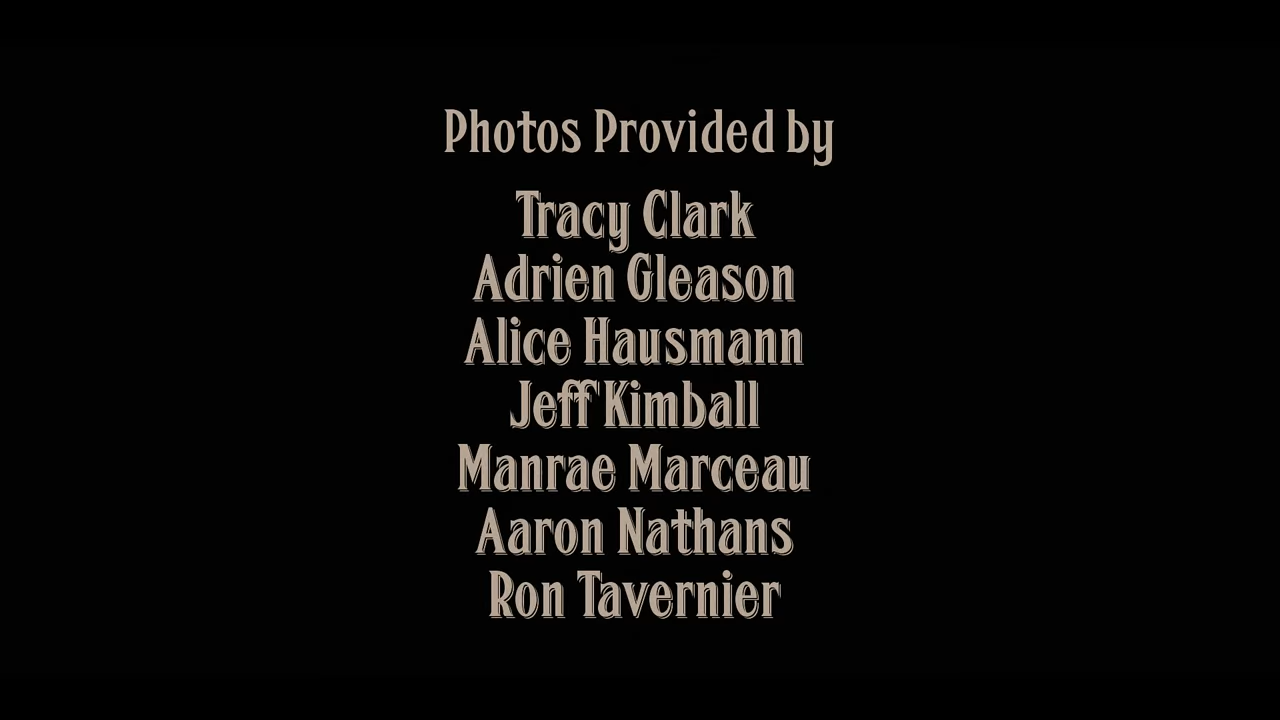 Photos Provided by
Tracy Clark
Adrien Gleason
Alice Hausmann
Jeff Kimball
Manrae Marceau
Aaron Nathans
Ron Tavernier